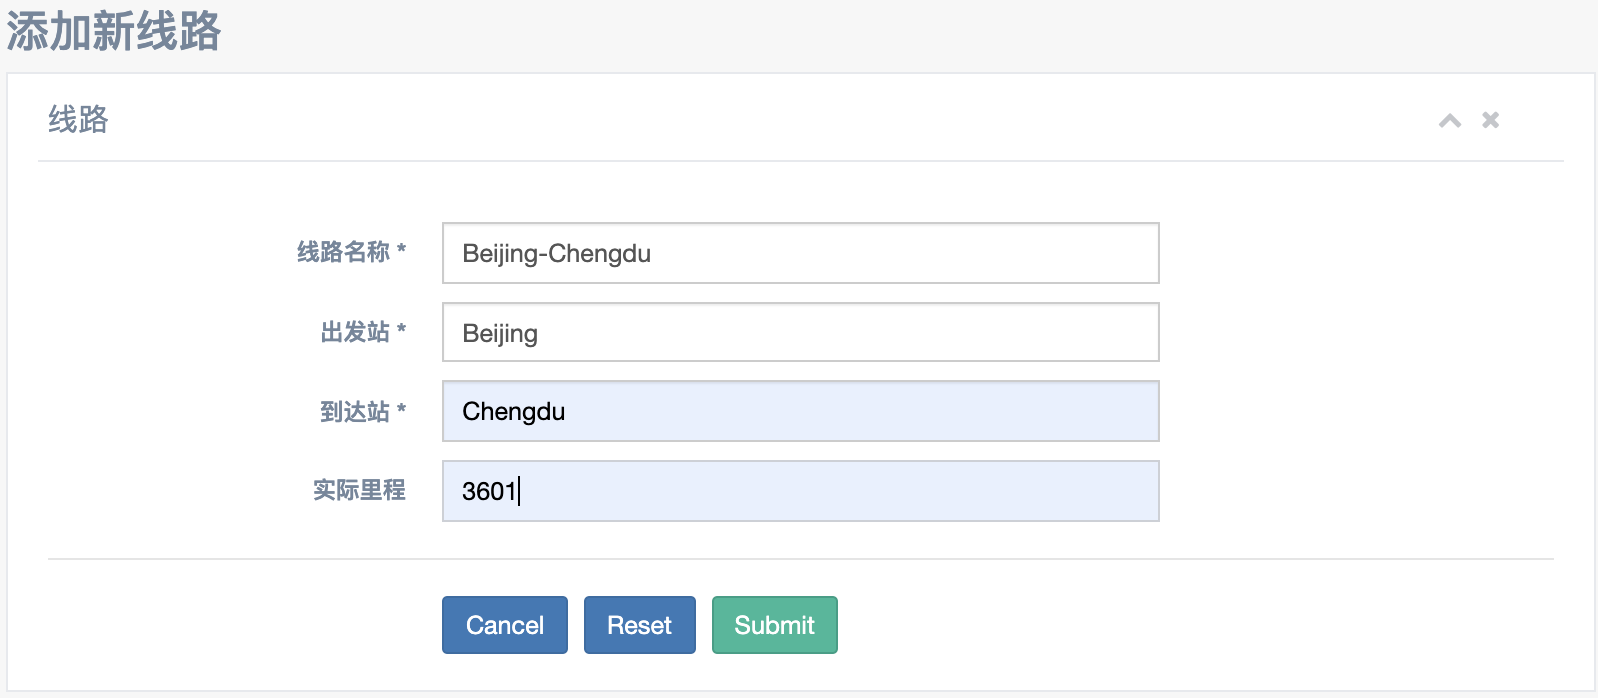 添加新线路
线路
线路名称 * Beijing-Chengdu
出发站 * Beijing
到达站 * Chengdu
实际里程 3601
Cancel Reset Submit